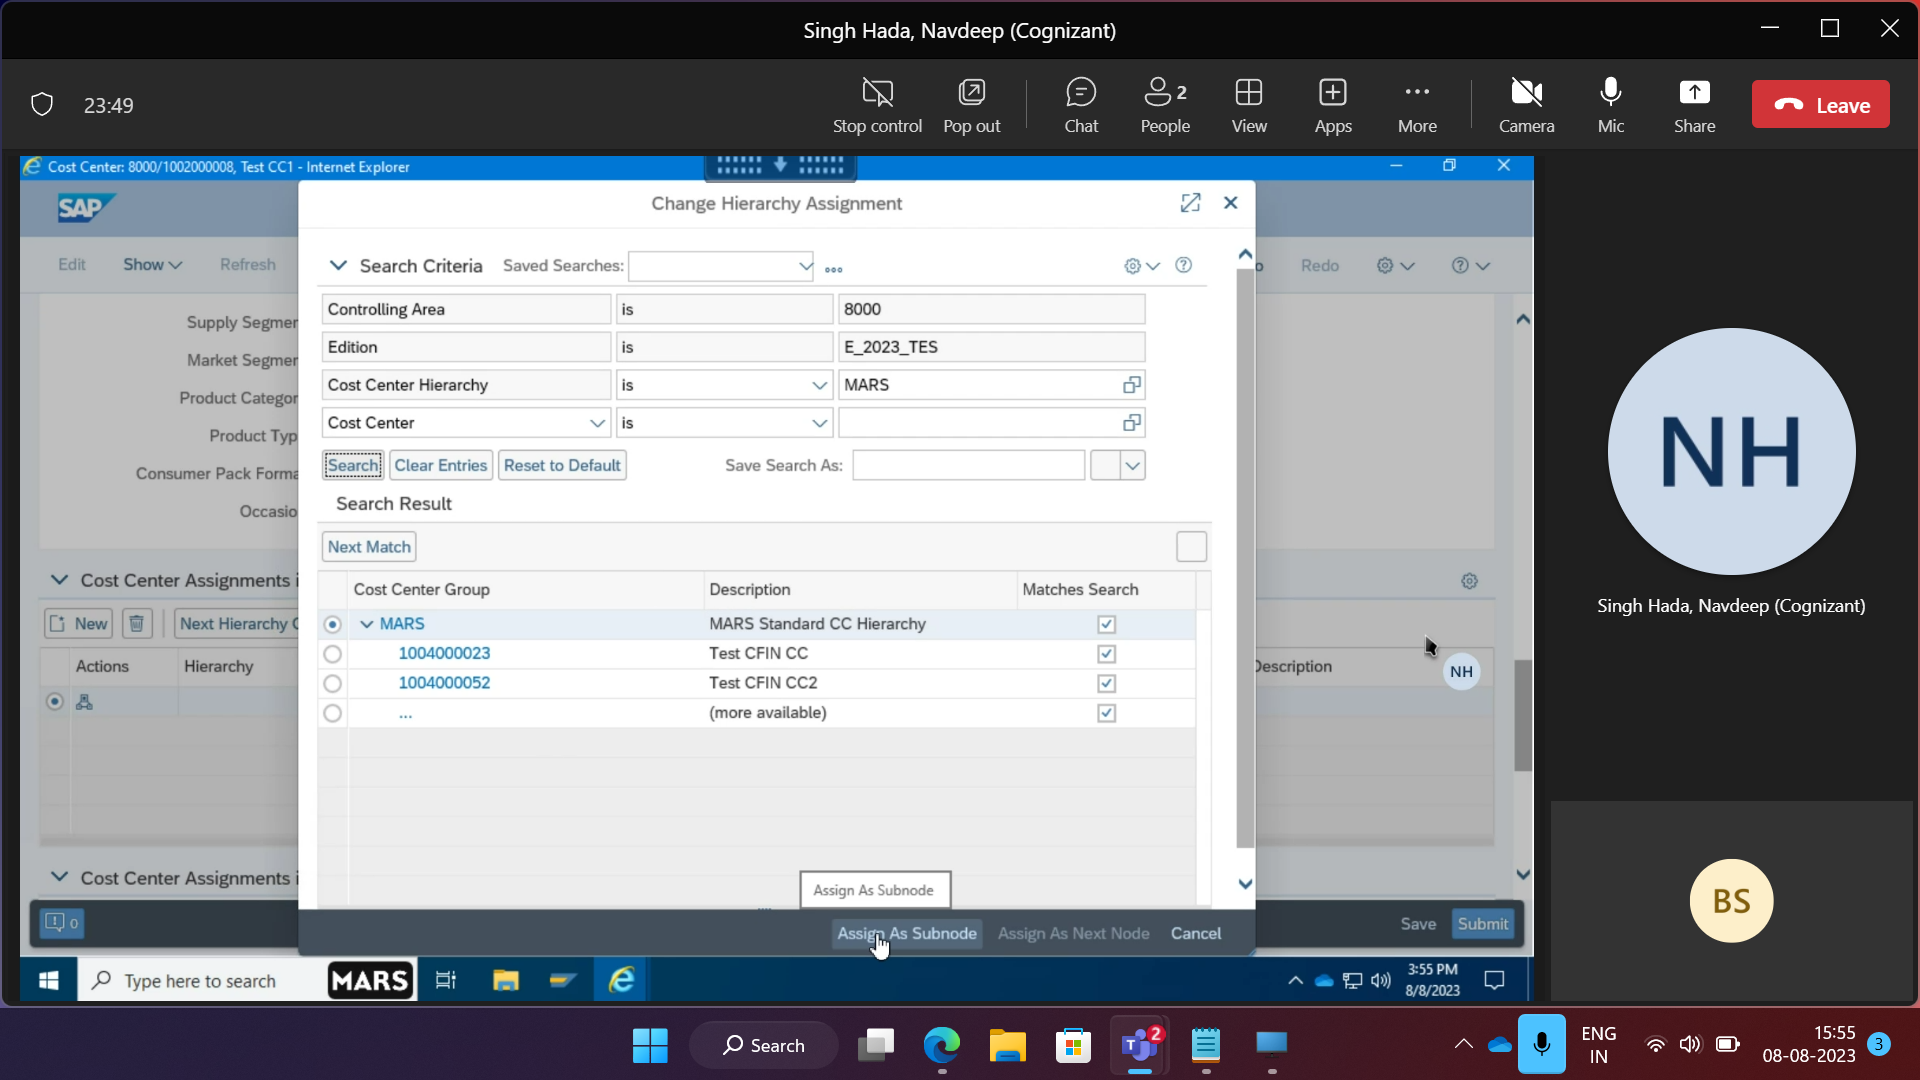 Singh Hada, Navdeep (Cognizant)
23:49
Stop control
Pop out
Chat
2
People
View
Apps
More
Camera
Mic
Share
Leave
Cost Center: 8000/1002000008, Test CC1 - Internet Explorer
SAP
Edit
Show
Refresh
Redo
Change Hierarchy Assignment
Search Criteria
Saved Searches:
Controlling Area is 8000
Edition is E_2023_TES
Cost Center Hierarchy is MARS
Cost Center is
Search
Clear Entries
Reset to Default
Save Search As:
Search Result
Next Match
Cost Center Group Description Matches Search
MARS MARS Standard CC Hierarchy
1004000023 Test CFIN CC
1004000052 Test CFIN CC2
... (more available)
Assign As Subnode
Assign As Subnode
Assign As Next Node
Cancel
Supply Segmen
Market Segmen
Product Categor
Product Typ
Consumer Pack Forma
Occasio
Cost Center Assignments i
New
Next Hierarchy C
Actions
Hierarchy
Description
NH
Cost Center Assignments i
0
Save
Submit
Type here to search
MARS
3:55 PM
8/8/2023
NH
Singh Hada, Navdeep (Cognizant)
BS
Search
T
2
ENG
IN
15:55
08-08-2023
3